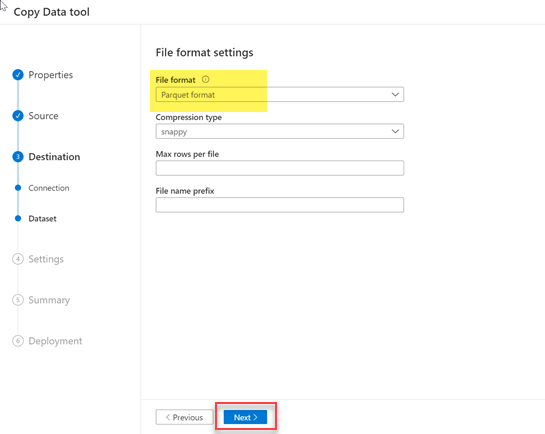 Copy Data tool
Properties
Source
3 Destination
Connection
Dataset
4 Settings
5 Summary
6 Deployment
File format settings
File format
Parquet format
Compression type
snappy
Max rows per file
File name prefix
< Previous
Next >